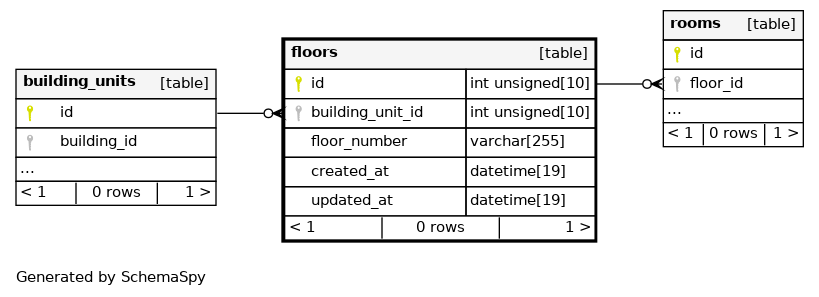 building_units [table]
id
building_id
...
< 1 0 rows 1 >
floors [table]
id int unsigned[10]
building_unit_id int unsigned[10]
floor_number varchar[255]
created_at datetime[19]
updated_at datetime[19]
< 1 0 rows 1 >
rooms [table]
id
floor_id
...
< 1 0 rows 1 >
Generated by SchemaSpy